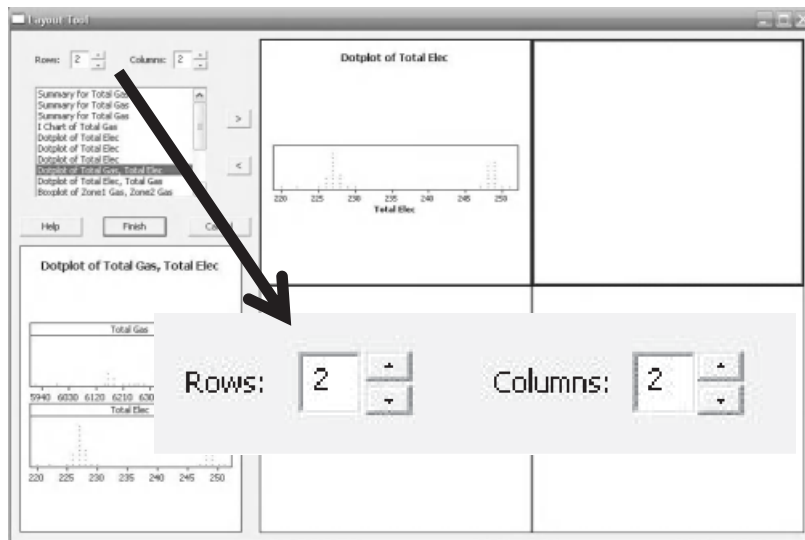 Layout Tool
Rows: 2 Columns: 2
Summary for Total Gas
Summary for Total Gas
Summary for Total Gas
I Chart of Total Gas
Dotplot of Total Elec
Dotplot of Total Elec
Dotplot of Total Elec
Dotplot of Total Gas, Total Elec
Dotplot of Total Elec, Total Gas
Boxplot of Zone1 Gas, Zone2 Gas
>
<
Help Finish
Dotplot of Total Elec
220 225 230 235 240 245 250
Total Elec
Dotplot of Total Gas, Total Elec
Total Gas
5940 6030 6120 6210
Total Elec
220 225 230 235 240 245 250
Rows: 2 Columns: 2